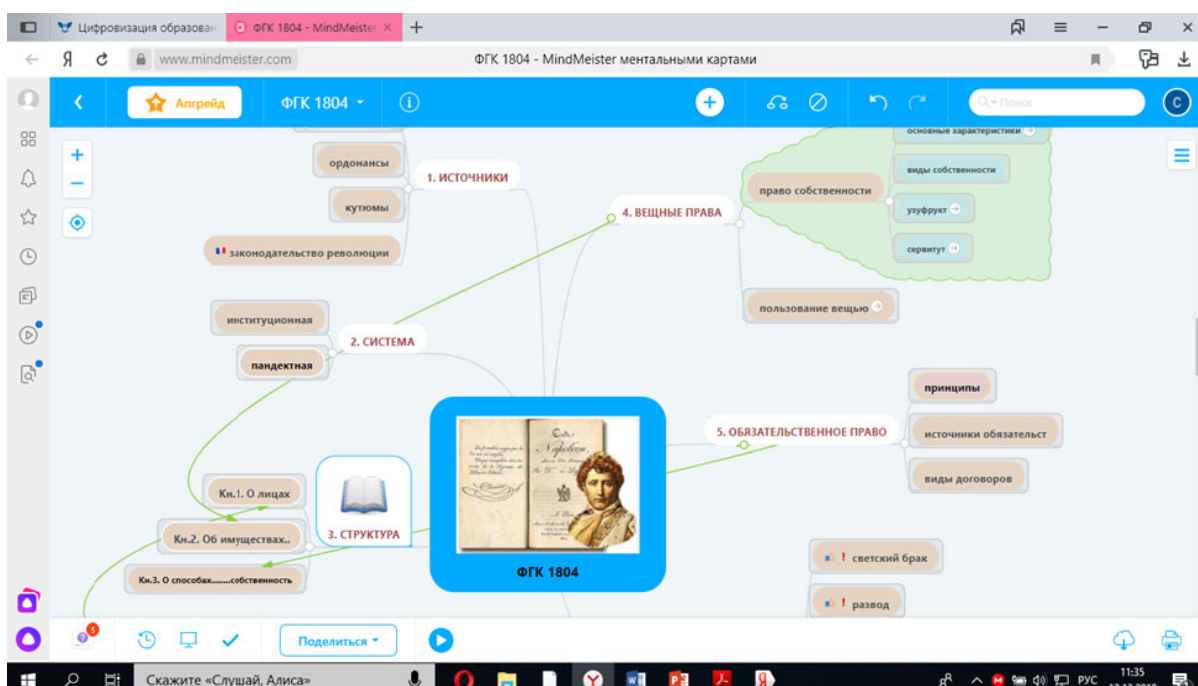 Цифровизация образован
ФГК 1804 - MindMeister
www.mindmeister.com
ФГК 1804 - MindMeister ментальными картами
Апгрейд
ФГК 1804
Поиск
C
ордонансы
кутюмы
законодательство революции
1. ИСТОЧНИКИ
институционная
пандектная
2. СИСТЕМА
Кн.1. О лицах
Кн.2. Об имуществах..
Кн.3. О способах.........собственность
3. СТРУКТУРА
Code
Napoléon
ФГК 1804
4. ВЕЩНЫЕ ПРАВА
право собственности
основные характеристики
виды собственности
узуфрукт
сервитут
пользование вещью
5. ОБЯЗАТЕЛЬСТВЕННОЕ ПРАВО
принципы
источники обязательст
виды договоров
! светский брак
! развод
5
Поделиться
Скажите «Слушай, Алиса»
РУС
11:35